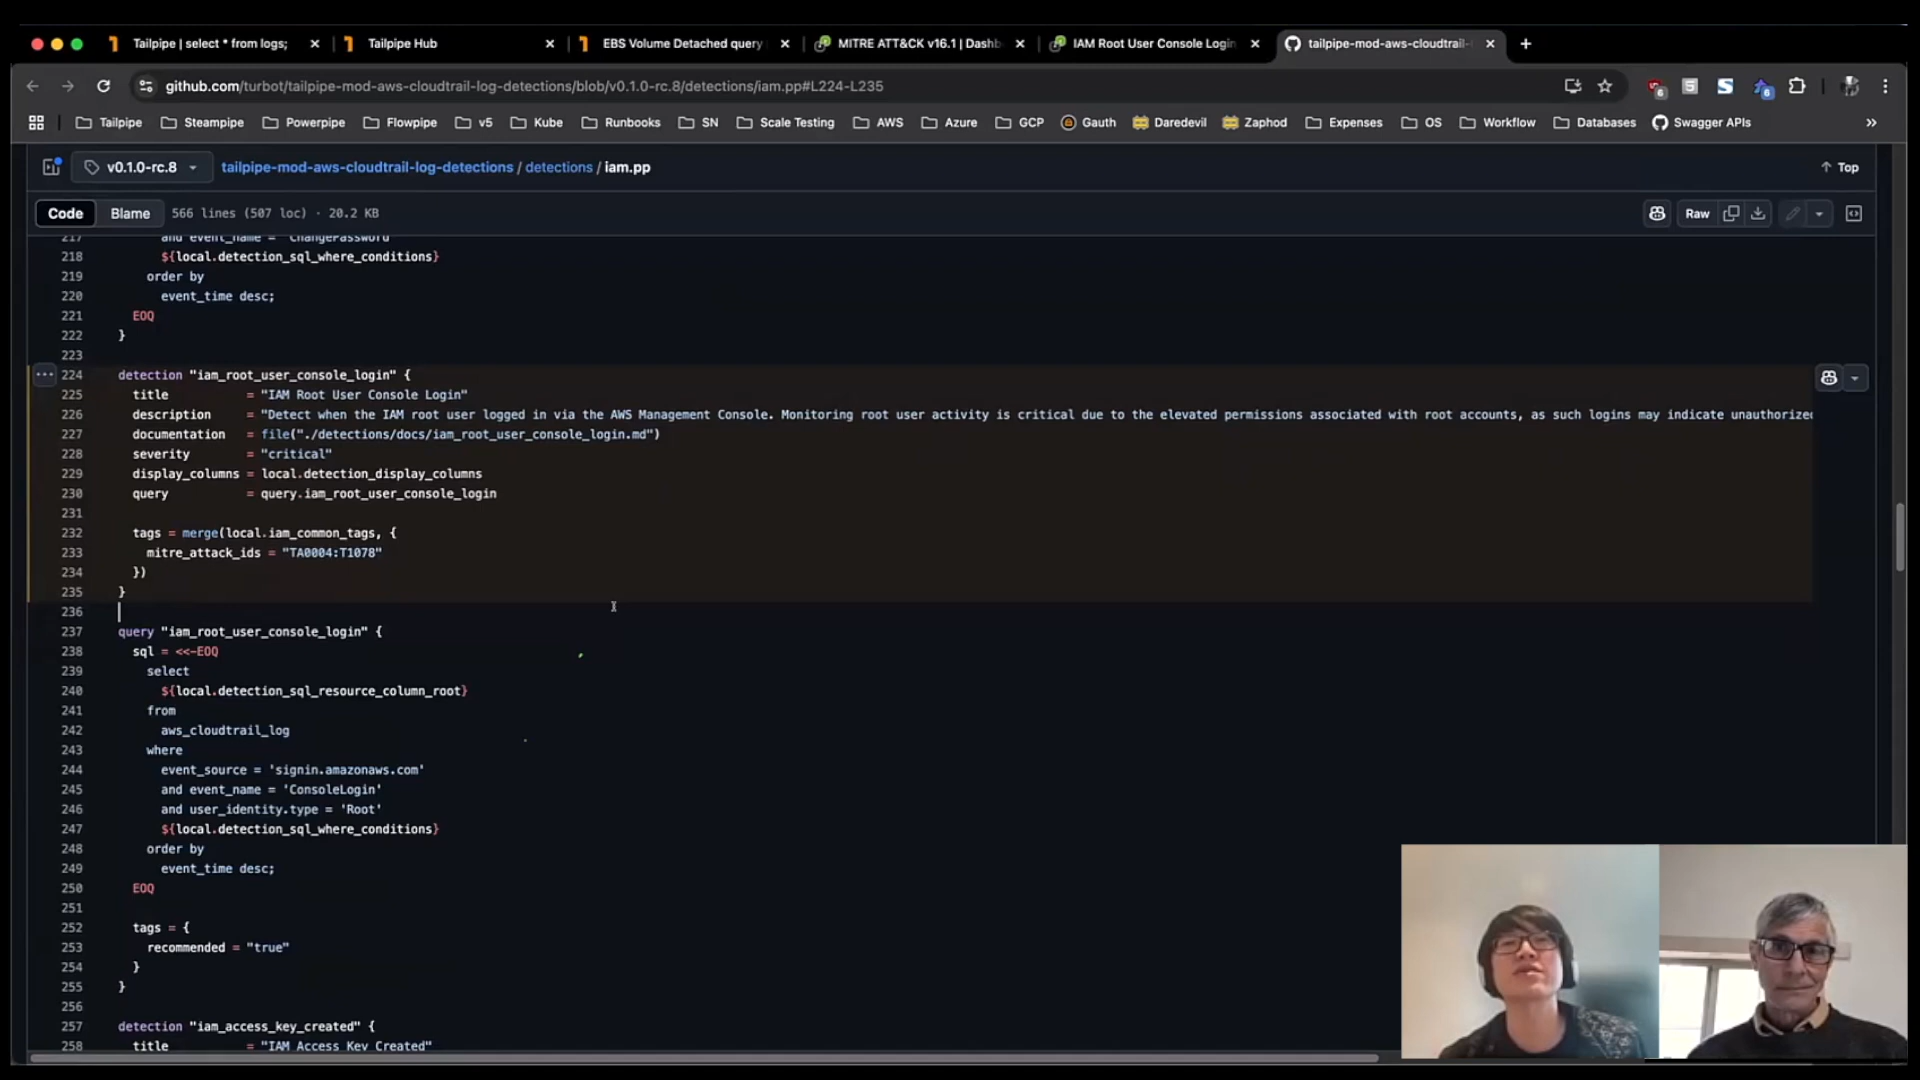 Tailpipe | select * from logs;
Tailpipe Hub
EBS Volume Detached query
MITRE ATT&CK v16.1 | Dashb
IAM Root User Console Login
tailpipe-mod-aws-cloudtrail-
github.com/turbot/tailpipe-mod-aws-cloudtrail-log-detections/blob/v0.1.0-rc.8/detections/iam.pp#L224-L235
Tailpipe Steampipe Powerpipe Flowpipe v5 Kube Runbooks SN Scale Testing AWS Azure GCP Gauth Daredevil Zaphod Expenses OS Workflow Databases Swagger APIs »
v0.1.0-rc.8 tailpipe-mod-aws-cloudtrail-log-detections / detections / iam.pp Top
Code Blame 566 lines (507 loc) · 20.2 KB Raw
217 and event_name = 'ChangePassword'
218 ${local.detection_sql_where_conditions}
219 order by
220 event_time desc;
221 EOQ
222 }
223
224 detection "iam_root_user_console_login" {
225 title = "IAM Root User Console Login"
226 description = "Detect when the IAM root user logged in via the AWS Management Console. Monitoring root user activity is critical due to the elevated permissions associated with root accounts, as such logins may indicate unauthorized
227 documentation = file("./detections/docs/iam_root_user_console_login.md")
228 severity = "critical"
229 display_columns = local.detection_display_columns
230 query = query.iam_root_user_console_login
231
232 tags = merge(local.iam_common_tags, {
233 mitre_attack_ids = "TA0004:T1078"
234 })
235 }
236
237 query "iam_root_user_console_login" {
238 sql = <<-EOQ
239 select
240 ${local.detection_sql_resource_column_root}
241 from
242 aws_cloudtrail_log
243 where
244 event_source = 'signin.amazonaws.com'
245 and event_name = 'ConsoleLogin'
246 and user_identity.type = 'Root'
247 ${local.detection_sql_where_conditions}
248 order by
249 event_time desc;
250 EOQ
251
252 tags = {
253 recommended = "true"
254 }
255 }
256
257 detection "iam_access_key_created" {
258 title = "IAM Access Key Created"